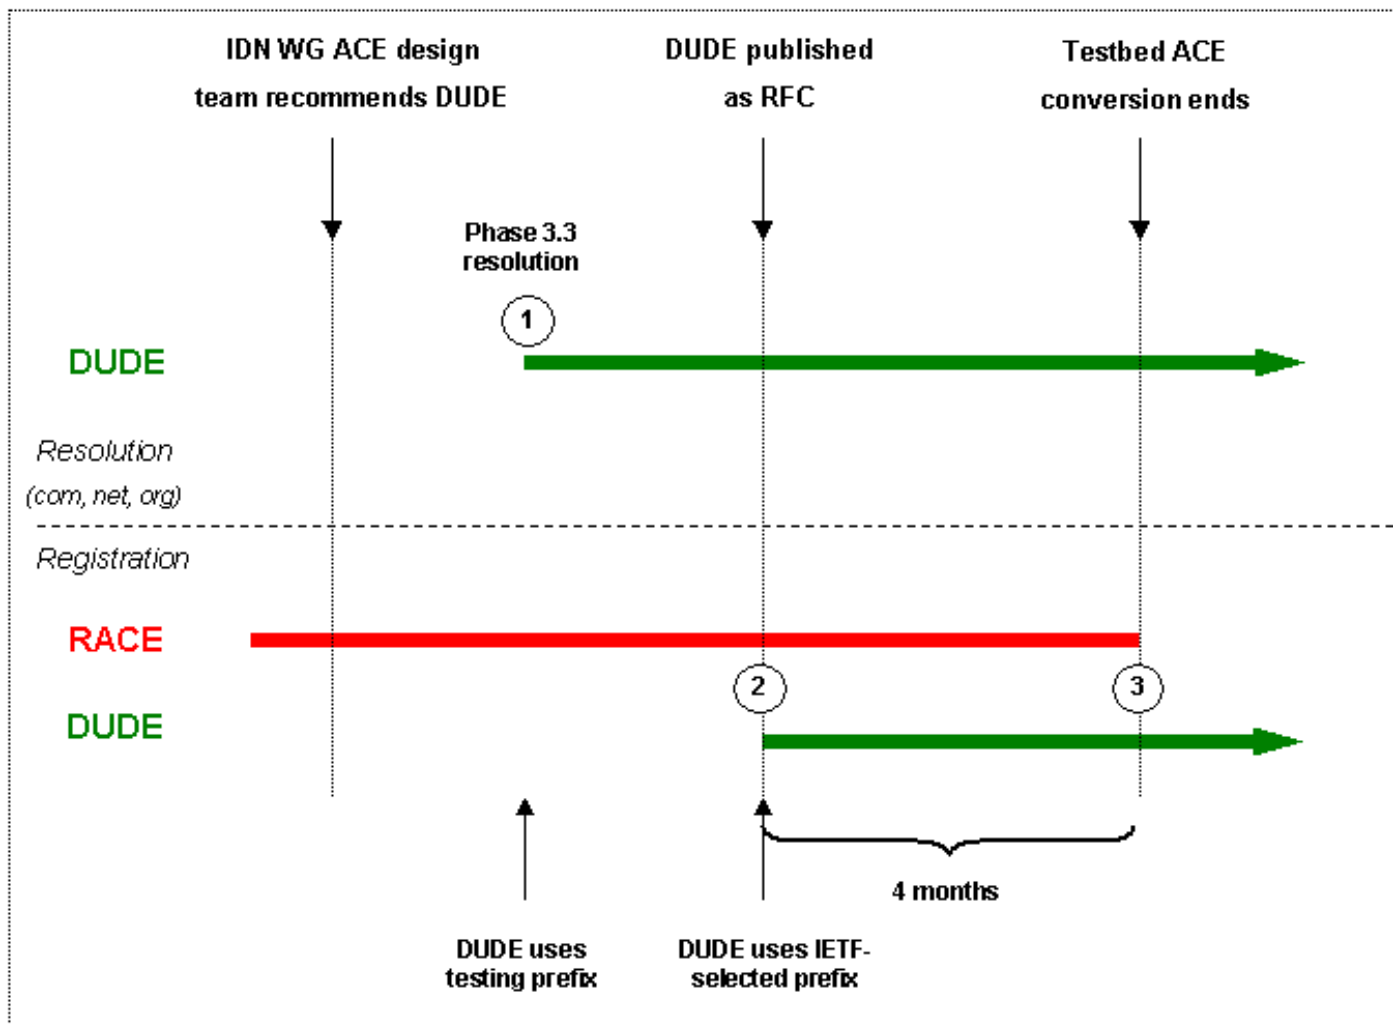 IDN WG ACE design
team recommends DUDE
DUDE published
as RFC
Testbed ACE
conversion ends
Phase 3.3
resolution
1
DUDE
Resolution
(com, net, org)
Registration
RACE
2
3
DUDE
4 months
DUDE uses
testing prefix
DUDE uses IETF-
selected prefix